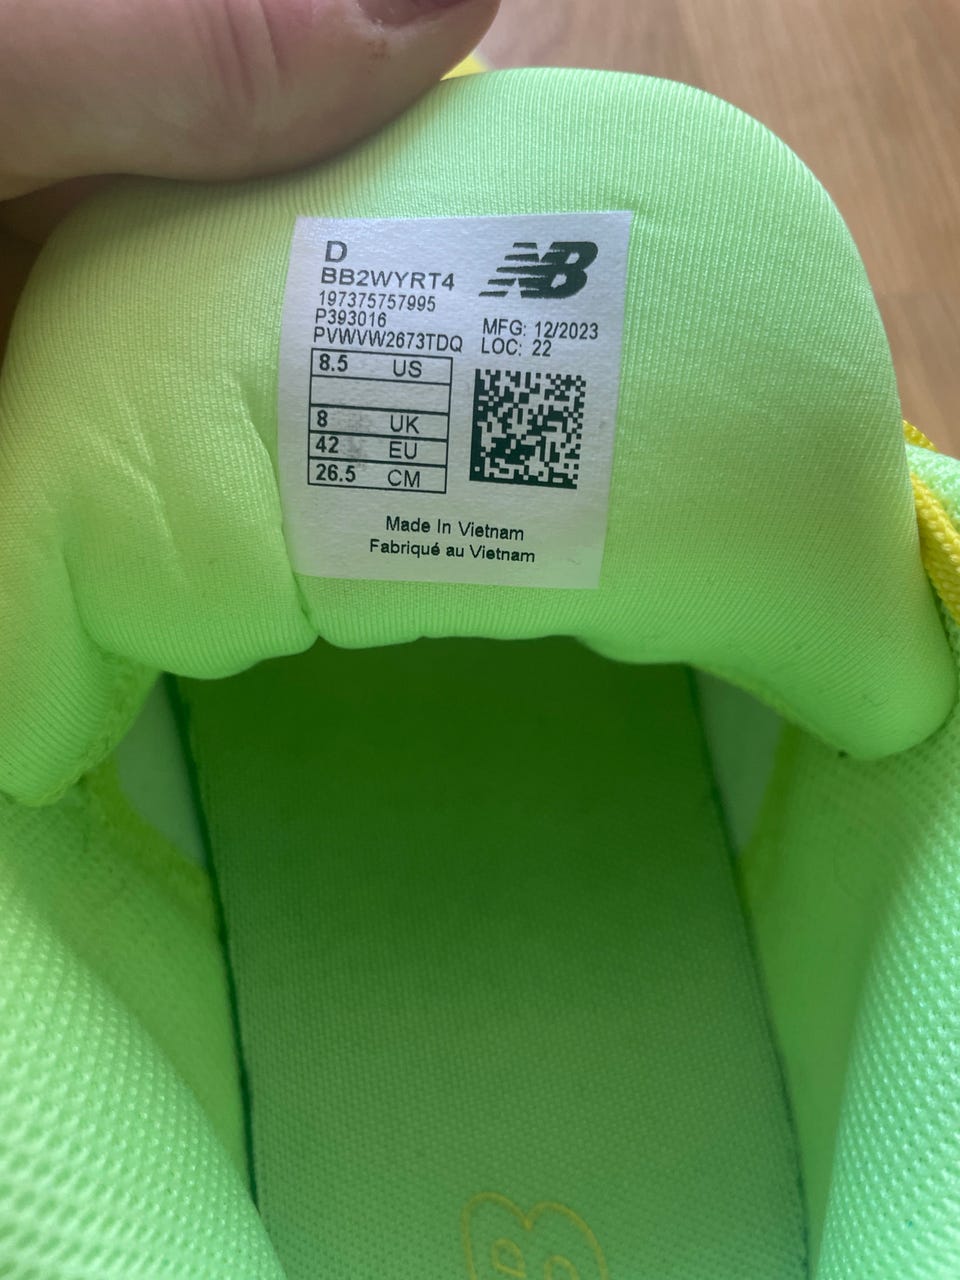 D
BB2WYRT4
197375757995
P393016
PVWVW2673TDQ
NB
MFG: 12/2023
LOC: 22
8.5 US
8 UK
42 EU
26.5 CM
Made In Vietnam
Fabriqué au Vietnam